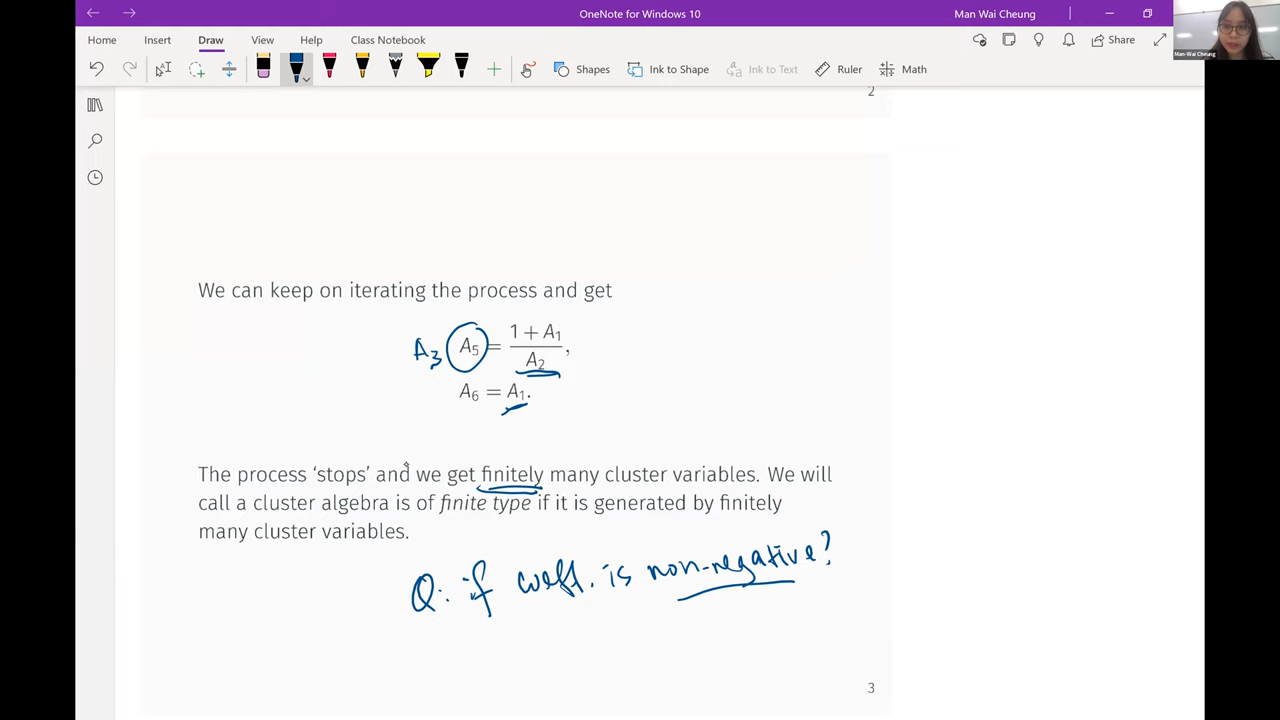 OneNote for Windows 10
Man Wai Cheung
Home Insert Draw View Help Class Notebook
Share
Shapes Ink to Shape Ink to Text Ruler Math
Man-Wai Cheung
2
We can keep on iterating the process and get
A₃ A₅ = (1 + A₁)/A₂,
A₆ = A₁.
The process ‘stops’ and we get finitely many cluster variables. We will
call a cluster algebra is of finite type if it is generated by finitely
many cluster variables.
Q: if coeff. is non-negative?
3